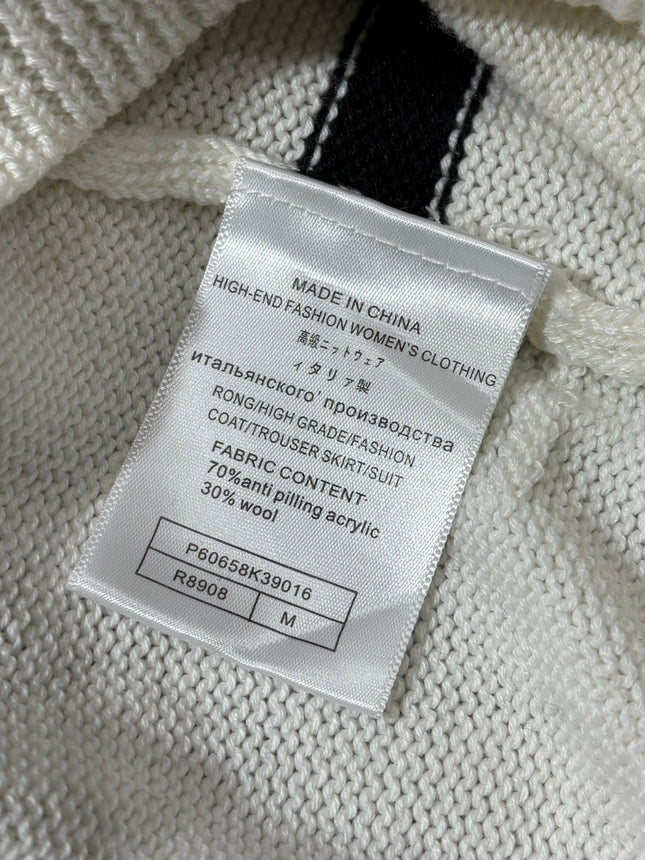 MADE IN CHINA
HIGH-END FASHION WOMEN'S CLOTHING
高級ニットウェア
ィタリァ製
итальянского' производства
RONG/HIGH GRADE/FASHION
COAT/TROUSER SKIRT/SUIT
FABRIC CONTENT:
70%anti pilling acrylic
30% wool
P60658K39016
R8908 M